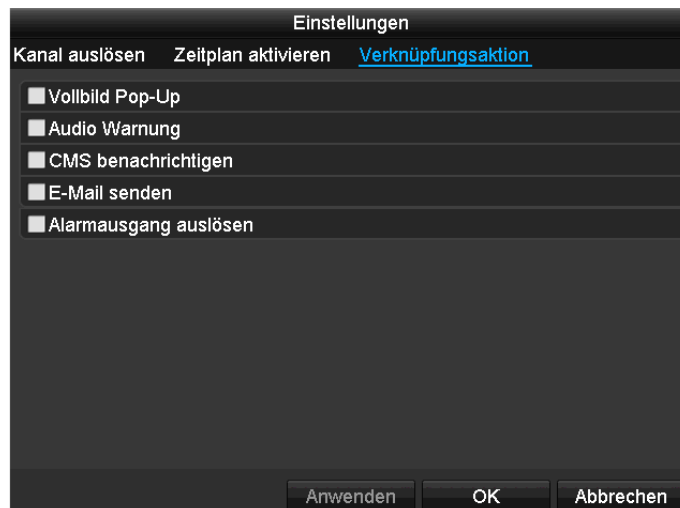 Einstellungen
Kanal auslösen Zeitplan aktivieren Verknüpfungsaktion
Vollbild Pop-Up
Audio Warnung
CMS benachrichtigen
E-Mail senden
Alarmausgang auslösen
Anwenden OK Abbrechen